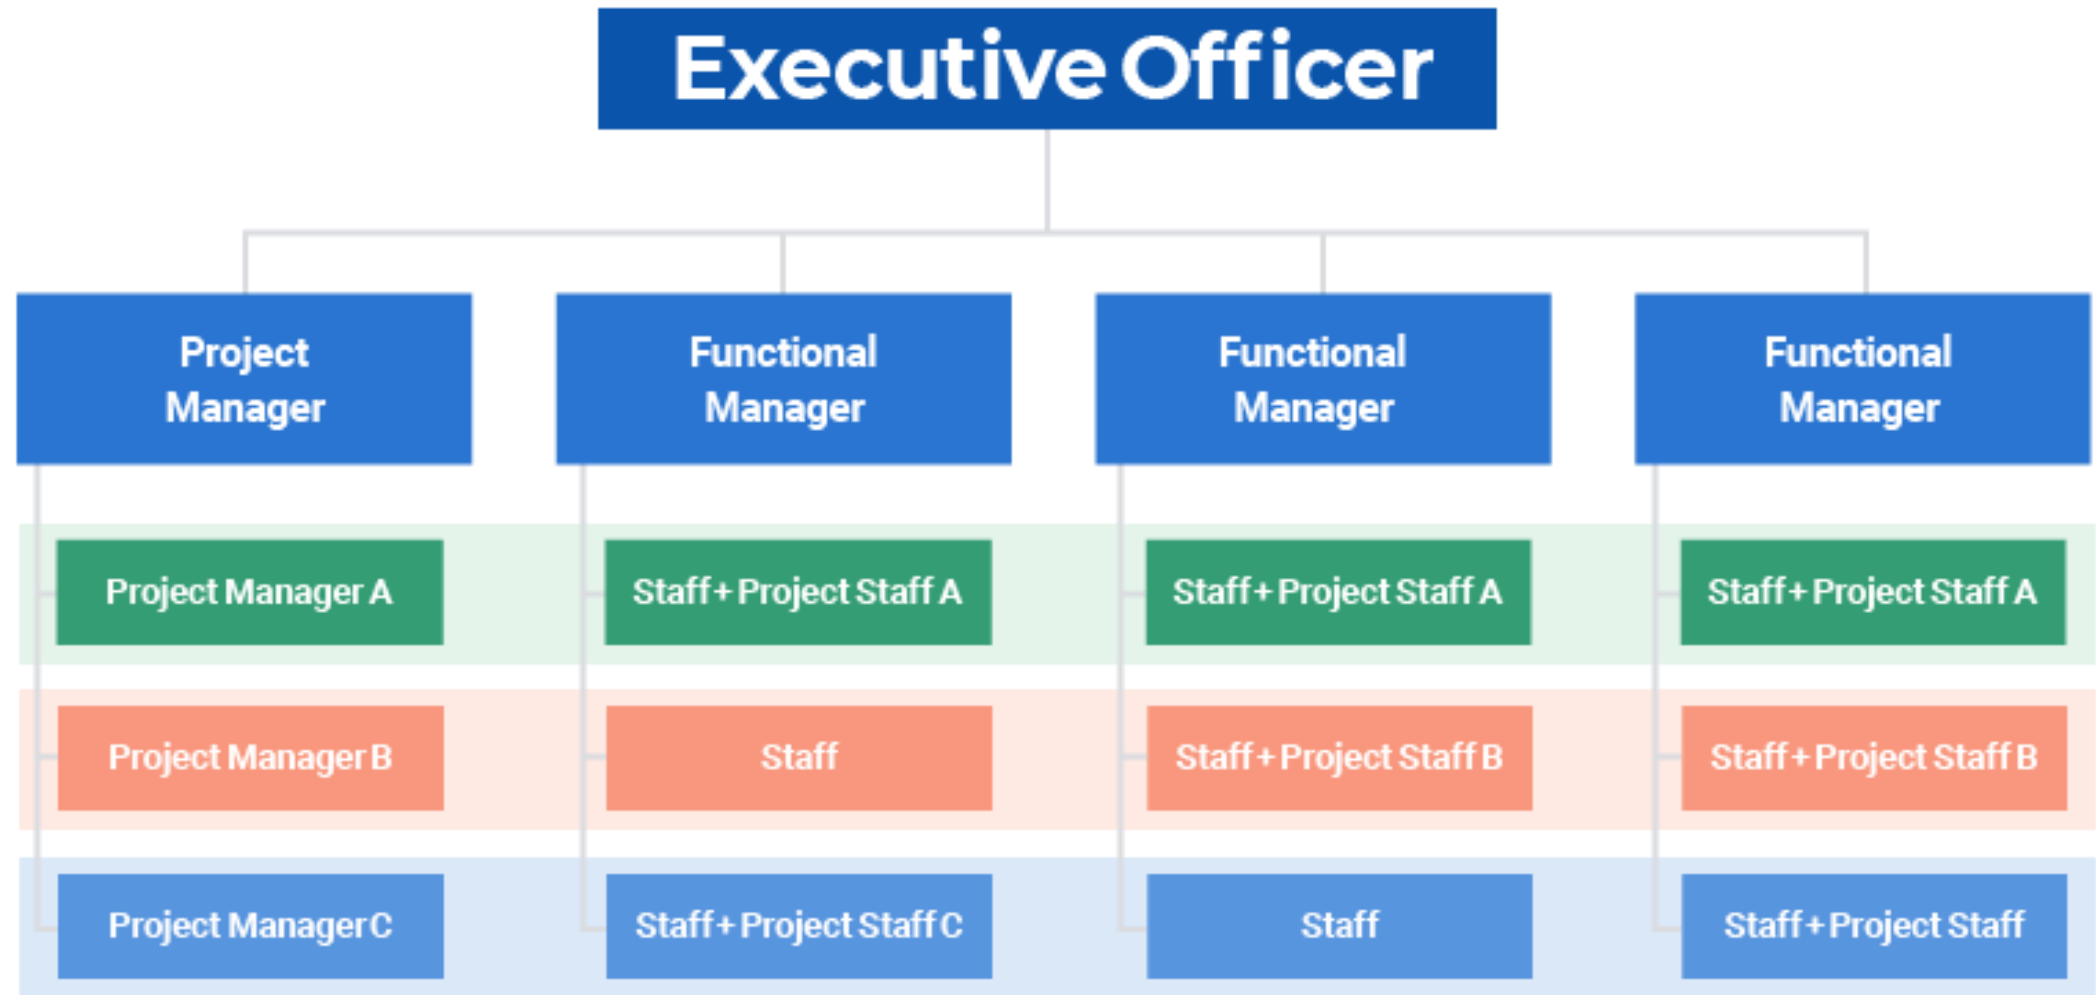 Executive Officer
Project
Manager
Functional
Manager
Functional
Manager
Functional
Manager
Project Manager A
Staff + Project Staff A
Staff + Project Staff A
Staff + Project Staff A
Project Manager B
Staff
Staff + Project Staff B
Staff + Project Staff B
Project Manager C
Staff + Project Staff C
Staff
Staff + Project Staff